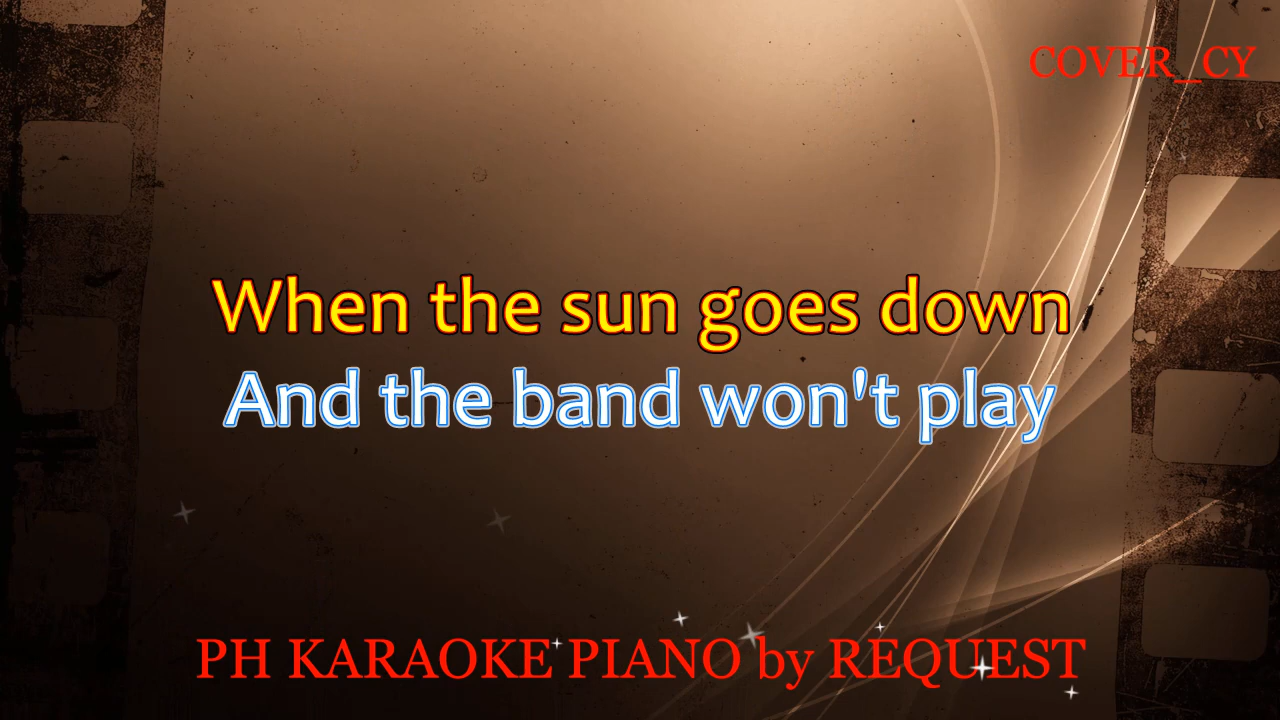 COVER_CY
When the sun goes down
And the band won't play
PH KARAOKE PIANO by REQUEST